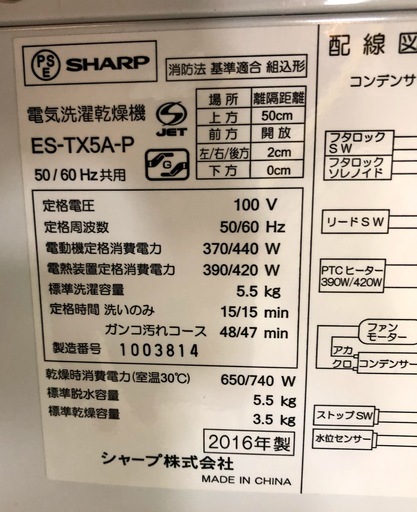 PS
E
SHARP
消防法 基準適合 組込形
電気洗濯乾燥機
S-JET
ES-TX5A-P
50/60 Hz共用
場所 離隔距離
上方 50cm
前方 開放
左/右/後方 2cm
下方 0cm
定格電圧 100 V
定格周波数 50/60 Hz
電動機定格消費電力 370/440 W
電熱装置定格消費電力 390/420 W
標準洗濯容量 5.5 kg
定格時間 洗いのみ 15/15 min
ガンコ汚れコース 48/47 min
製造番号 1003814
乾燥時消費電力(室温30℃) 650/740 W
標準脱水容量 5.5 kg
標準乾燥容量 3.5 kg
2016年製
シャープ株式会社
MADE IN CHINA
配線図
コンデンサ
フタロック
SW
フタロック
ソレノイド
リードSW
PTCヒーター
390W/420W
ファン
モーター
アカ
クロ
コンデンサー
ストップSW
水位センサー